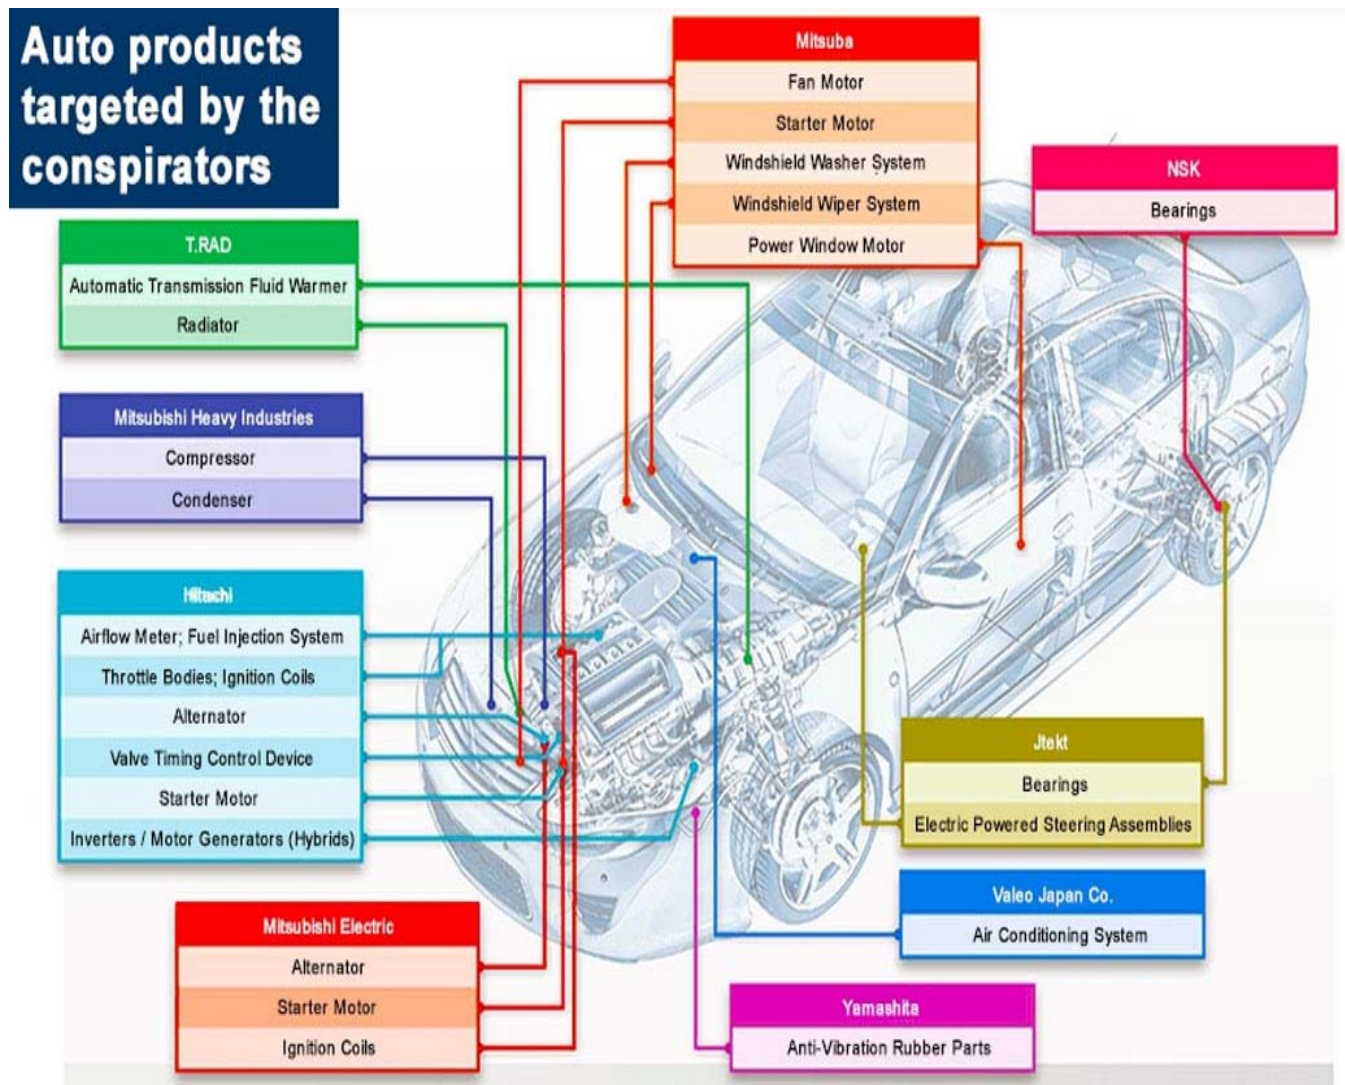 Auto products
targeted by the
conspirators
Mitsuba
Fan Motor
Starter Motor
Windshield Washer System
Windshield Wiper System
Power Window Motor
NSK
Bearings
T.RAD
Automatic Transmission Fluid Warmer
Radiator
Mitsubishi Heavy Industries
Compressor
Condenser
Hitachi
Airflow Meter; Fuel Injection System
Throttle Bodies; Ignition Coils
Alternator
Valve Timing Control Device
Starter Motor
Inverters / Motor Generators (Hybrids)
Jtekt
Bearings
Electric Powered Steering Assemblies
Valeo Japan Co.
Air Conditioning System
Mitsubishi Electric
Alternator
Starter Motor
Ignition Coils
Yamashita
Anti-Vibration Rubber Parts